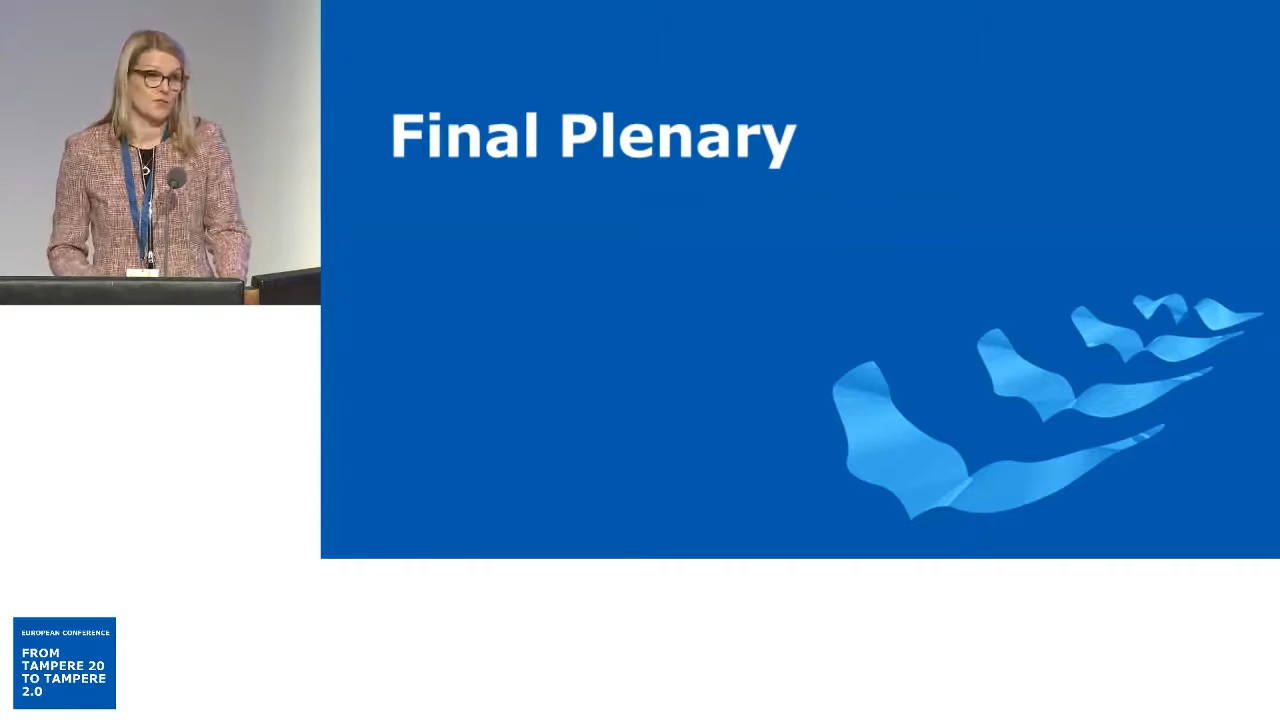 Final Plenary
EUROPEAN CONFERENCE
FROM
TAMPERE 20
TO TAMPERE
2.0